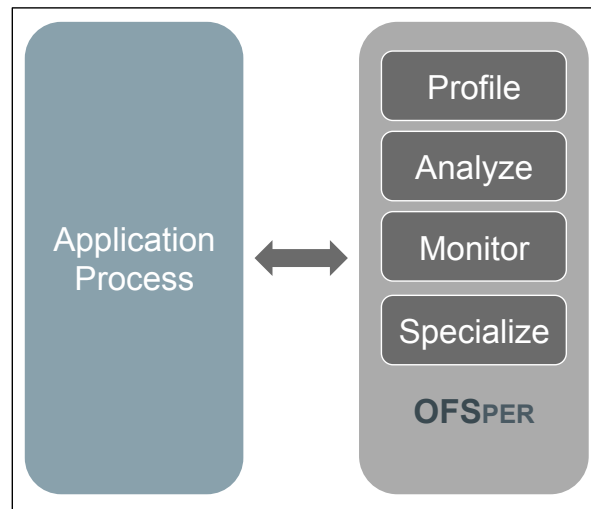 Application
Process
Profile
Analyze
Monitor
Specialize
OFSPER